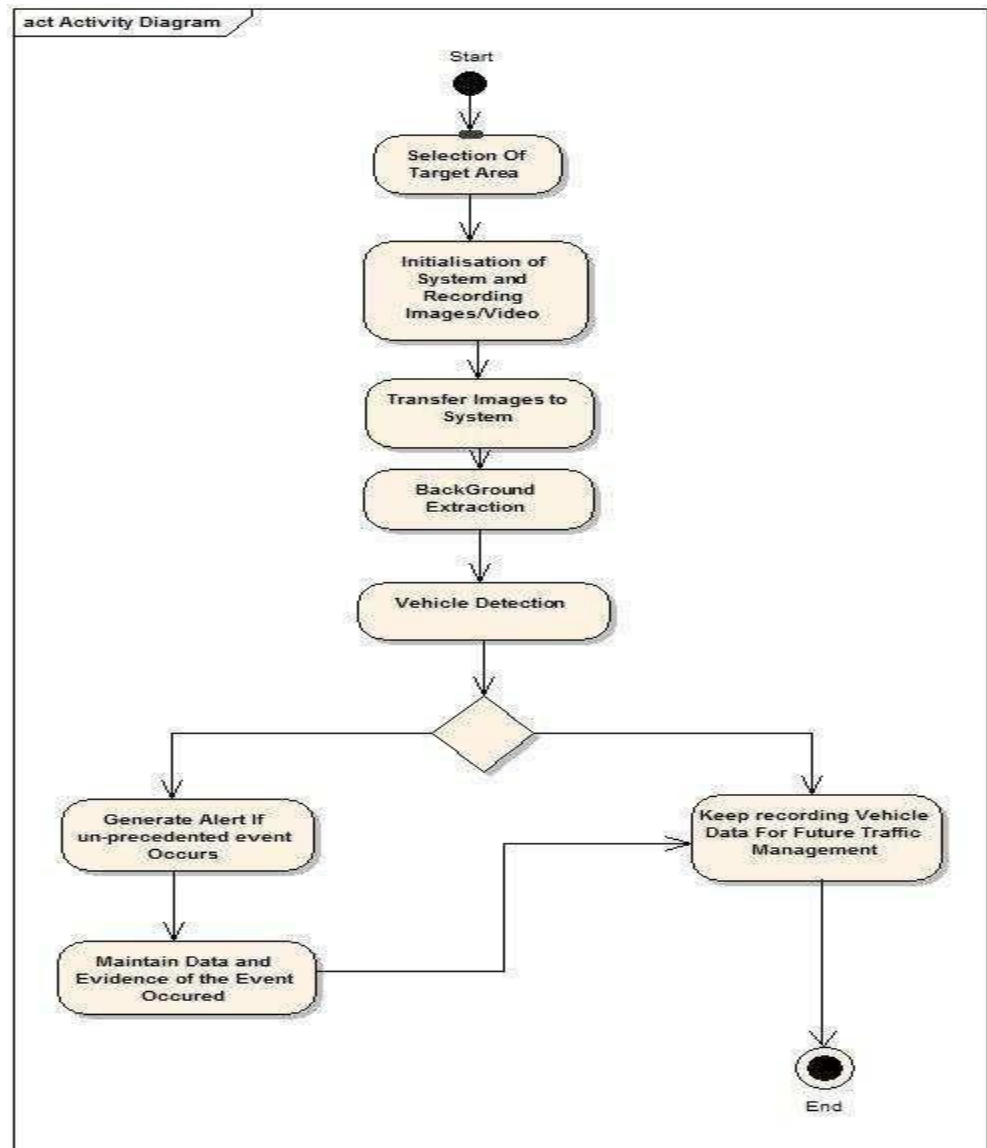 act Activity Diagram
Start
Selection Of
Target Area
Initialisation of
System and
Recording
Images/Video
Transfer Images to
System
BackGround
Extraction
Vehicle Detection
Generate Alert If
un-precedented event
Occurs
Keep recording Vehicle
Data For Future Traffic
Management
Maintain Data and
Evidence of the Event
Occured
End